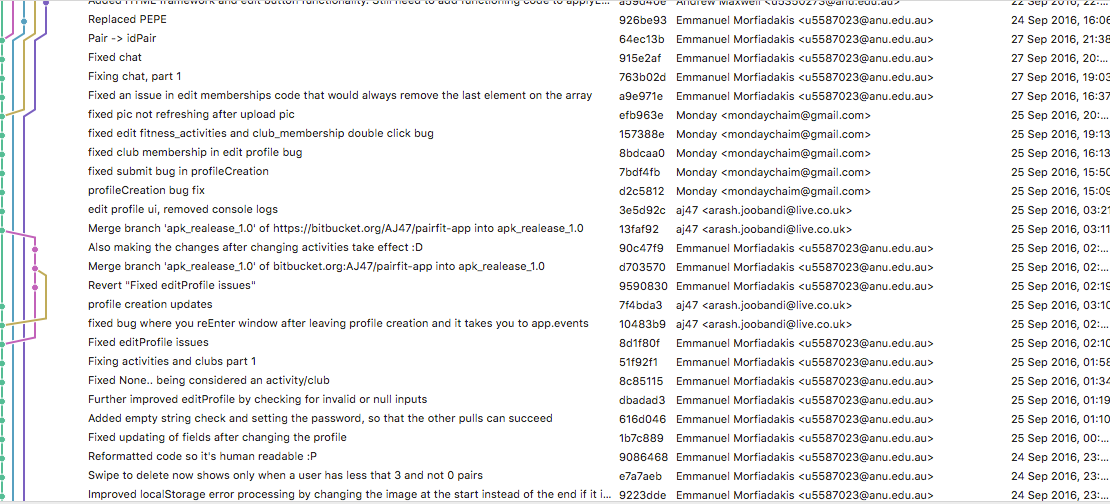 Added HTML framework and edit button functionality. Still need to add functioning code to applyE... a59d40e Andrew Maxwell <u5350273@anu.edu.au> 22 Sep 2016, 22:...
Replaced PEPE 926be93 Emmanuel Morfiadakis <u5587023@anu.edu.au> 24 Sep 2016, 16:06
Pair -> idPair 64ec13b Emmanuel Morfiadakis <u5587023@anu.edu.au> 27 Sep 2016, 21:38
Fixed chat 915e2af Emmanuel Morfiadakis <u5587023@anu.edu.au> 27 Sep 2016, 20:...
Fixing chat, part 1 763b02d Emmanuel Morfiadakis <u5587023@anu.edu.au> 27 Sep 2016, 19:03
Fixed an issue in edit memberships code that would always remove the last element on the array a9e971e Emmanuel Morfiadakis <u5587023@anu.edu.au> 27 Sep 2016, 16:37
fixed pic not refreshing after upload pic efb963e Monday <mondaychaim@gmail.com> 25 Sep 2016, 20:...
fixed edit fitness_activities and club_membership double click bug 157388e Monday <mondaychaim@gmail.com> 25 Sep 2016, 19:13
fixed club membership in edit profile bug 8bdcaa0 Monday <mondaychaim@gmail.com> 25 Sep 2016, 16:13
fixed submit bug in profileCreation 7bdf4fb Monday <mondaychaim@gmail.com> 25 Sep 2016, 15:50
profileCreation bug fix d2c5812 Monday <mondaychaim@gmail.com> 25 Sep 2016, 15:09
edit profile ui, removed console logs 3e5d92c aj47 <arash.joobandi@live.co.uk> 25 Sep 2016, 03:21
Merge branch 'apk_realease_1.0' of https://bitbucket.org/AJ47/pairfit-app into apk_realease_1.0 13faf92 aj47 <arash.joobandi@live.co.uk> 25 Sep 2016, 03:11
Also making the changes after changing activities take effect :D 90c47f9 Emmanuel Morfiadakis <u5587023@anu.edu.au> 25 Sep 2016, 02:...
Merge branch 'apk_realease_1.0' of bitbucket.org:AJ47/pairfit-app into apk_realease_1.0 d703570 Emmanuel Morfiadakis <u5587023@anu.edu.au> 25 Sep 2016, 02:...
Revert "Fixed editProfile issues" 9590830 Emmanuel Morfiadakis <u5587023@anu.edu.au> 25 Sep 2016, 02:19
profile creation updates 7f4bda3 aj47 <arash.joobandi@live.co.uk> 25 Sep 2016, 03:10
fixed bug where you reEnter window after leaving profile creation and it takes you to app.events 10483b9 aj47 <arash.joobandi@live.co.uk> 25 Sep 2016, 02:...
Fixed editProfile issues 8d1f80f Emmanuel Morfiadakis <u5587023@anu.edu.au> 25 Sep 2016, 02:10
Fixing activities and clubs part 1 51f92f1 Emmanuel Morfiadakis <u5587023@anu.edu.au> 25 Sep 2016, 01:58
Fixed None.. being considered an activity/club 8c85115 Emmanuel Morfiadakis <u5587023@anu.edu.au> 25 Sep 2016, 01:34
Further improved editProfile by checking for invalid or null inputs dbadad3 Emmanuel Morfiadakis <u5587023@anu.edu.au> 25 Sep 2016, 01:19
Added empty string check and setting the password, so that the other pulls can succeed 616d046 Emmanuel Morfiadakis <u5587023@anu.edu.au> 25 Sep 2016, 01:10
Fixed updating of fields after changing the profile 1b7c889 Emmanuel Morfiadakis <u5587023@anu.edu.au> 25 Sep 2016, 00:...
Reformatted code so it's human readable :P 9086468 Emmanuel Morfiadakis <u5587023@anu.edu.au> 24 Sep 2016, 23:...
Swipe to delete now shows only when a user has less that 3 and not 0 pairs e7a7aeb Emmanuel Morfiadakis <u5587023@anu.edu.au> 24 Sep 2016, 23:...
Improved localStorage error processing by changing the image at the start instead of the end if it i... 9223dde Emmanuel Morfiadakis <u5587023@anu.edu.au> 24 Sep 2016, 23:...